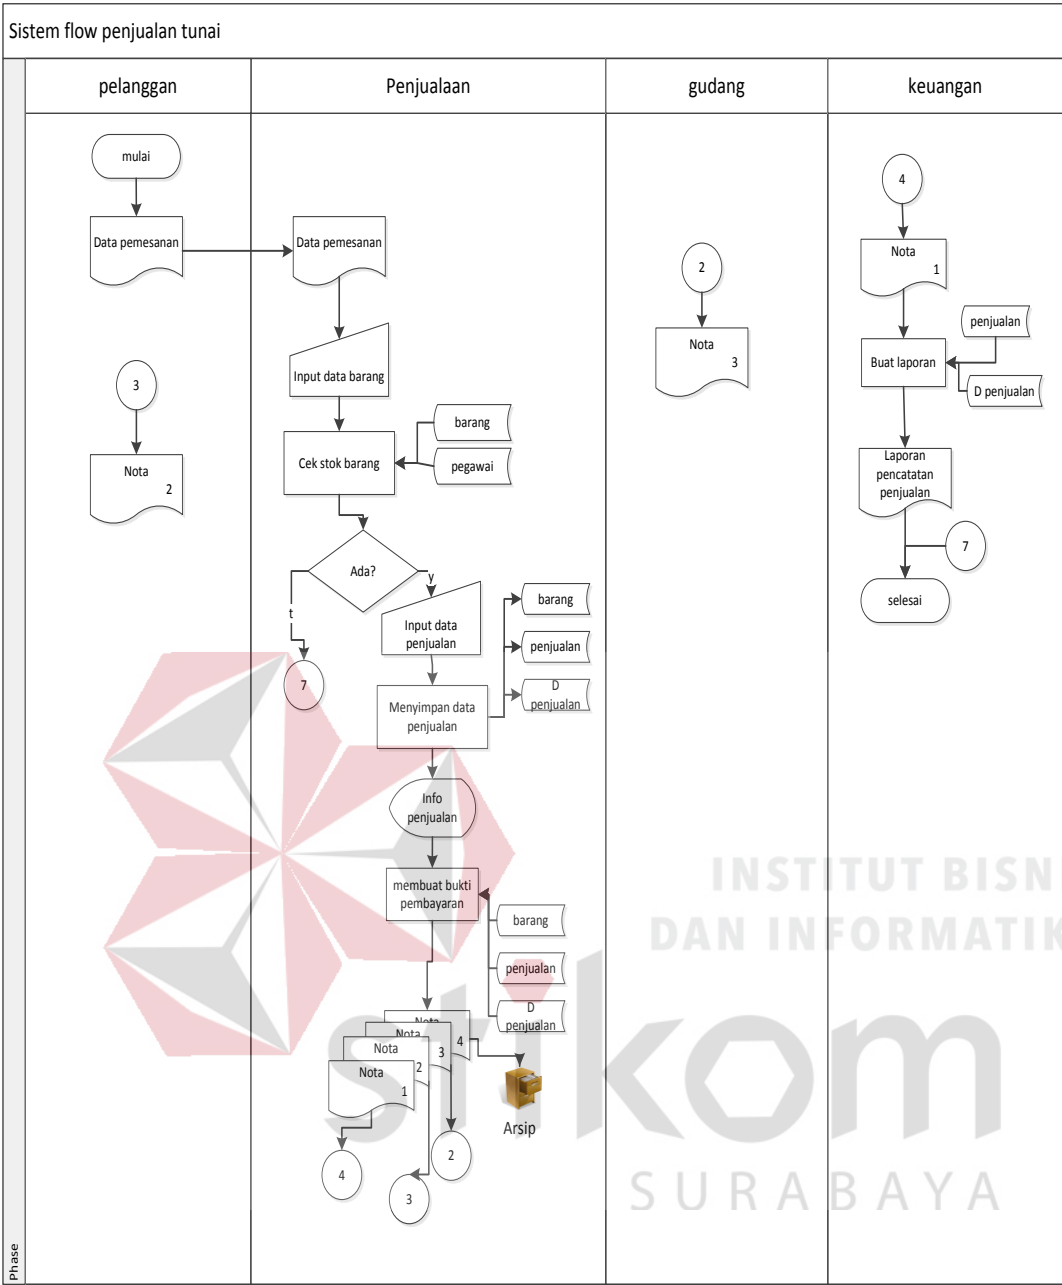 Sistem flow penjualan tunai
Phase
pelanggan
Penjualaan
gudang
keuangan
mulai
Data pemesanan
3
Nota
2
Data pemesanan
Input data barang
Cek stok barang
barang
pegawai
Ada?
t
y
7
Input data
penjualan
Menyimpan data
penjualan
barang
penjualan
D
penjualan
Info
penjualan
membuat bukti
pembayaran
barang
penjualan
D
penjualan
Nota
4
Nota
3
Nota
2
Nota
1
Arsip
4
3
2
2
Nota
3
4
Nota
1
Buat laporan
penjualan
D penjualan
Laporan
pencatatan
penjualan
7
selesai
INSTITUT BISNI
DAN INFORMATIK
stikom
SURABAYA